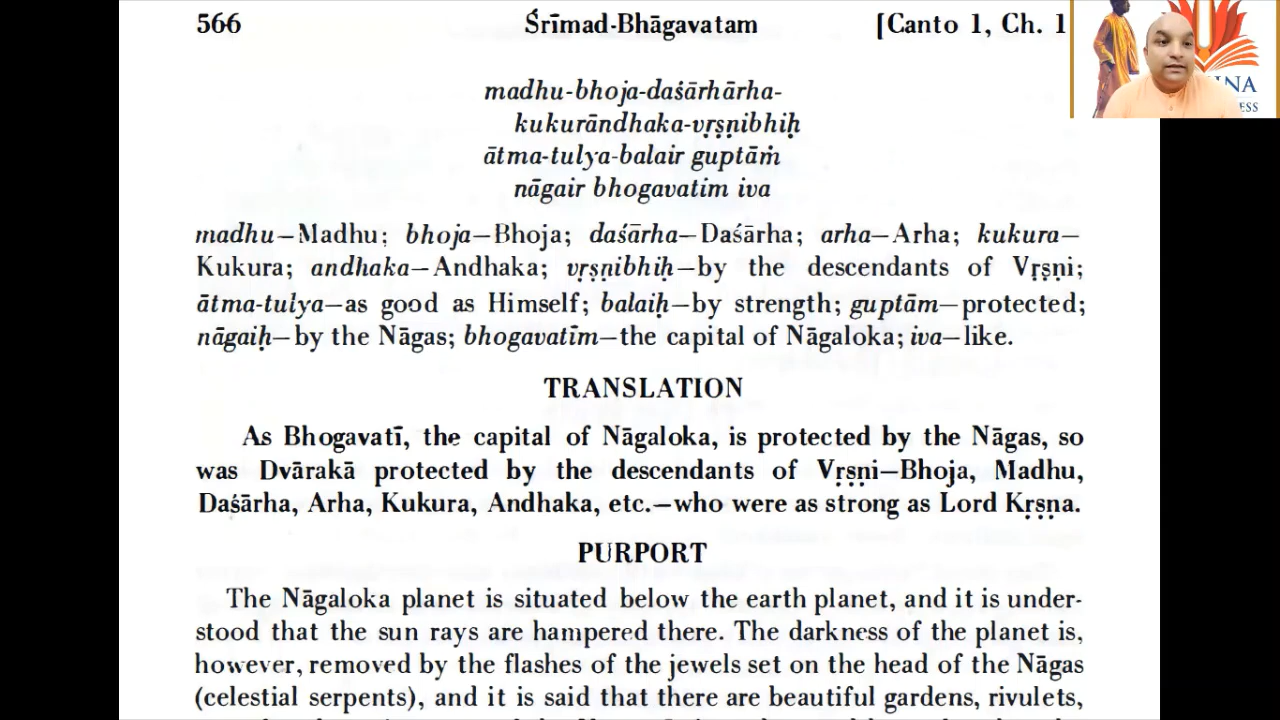 566 Śrīmad-Bhāgavatam [Canto 1, Ch. 1
madhu-bhoja-daśārhārha-
kukurāndhaka-vṛṣṇibhiḥ
ātma-tulya-balair guptāṁ
nāgair bhogavatim iva
madhu—Madhu; bhoja—Bhoja; daśārha—Daśārha; arha—Arha; kukura—
Kukura; andhaka—Andhaka; vṛṣṇibhiḥ—by the descendants of Vṛṣṇi;
ātma-tulya—as good as Himself; balaiḥ—by strength; guptām—protected;
nāgaiḥ—by the Nāgas; bhogavatīm—the capital of Nāgaloka; iva—like.
TRANSLATION
As Bhogavatī, the capital of Nāgaloka, is protected by the Nāgas, so
was Dvārakā protected by the descendants of Vṛṣṇi—Bhoja, Madhu,
Daśārha, Arha, Kukura, Andhaka, etc.—who were as strong as Lord Kṛṣṇa.
PURPORT
The Nāgaloka planet is situated below the earth planet, and it is under-
stood that the sun rays are hampered there. The darkness of the planet is,
however, removed by the flashes of the jewels set on the head of the Nāgas
(celestial serpents), and it is said that there are beautiful gardens, rivulets,